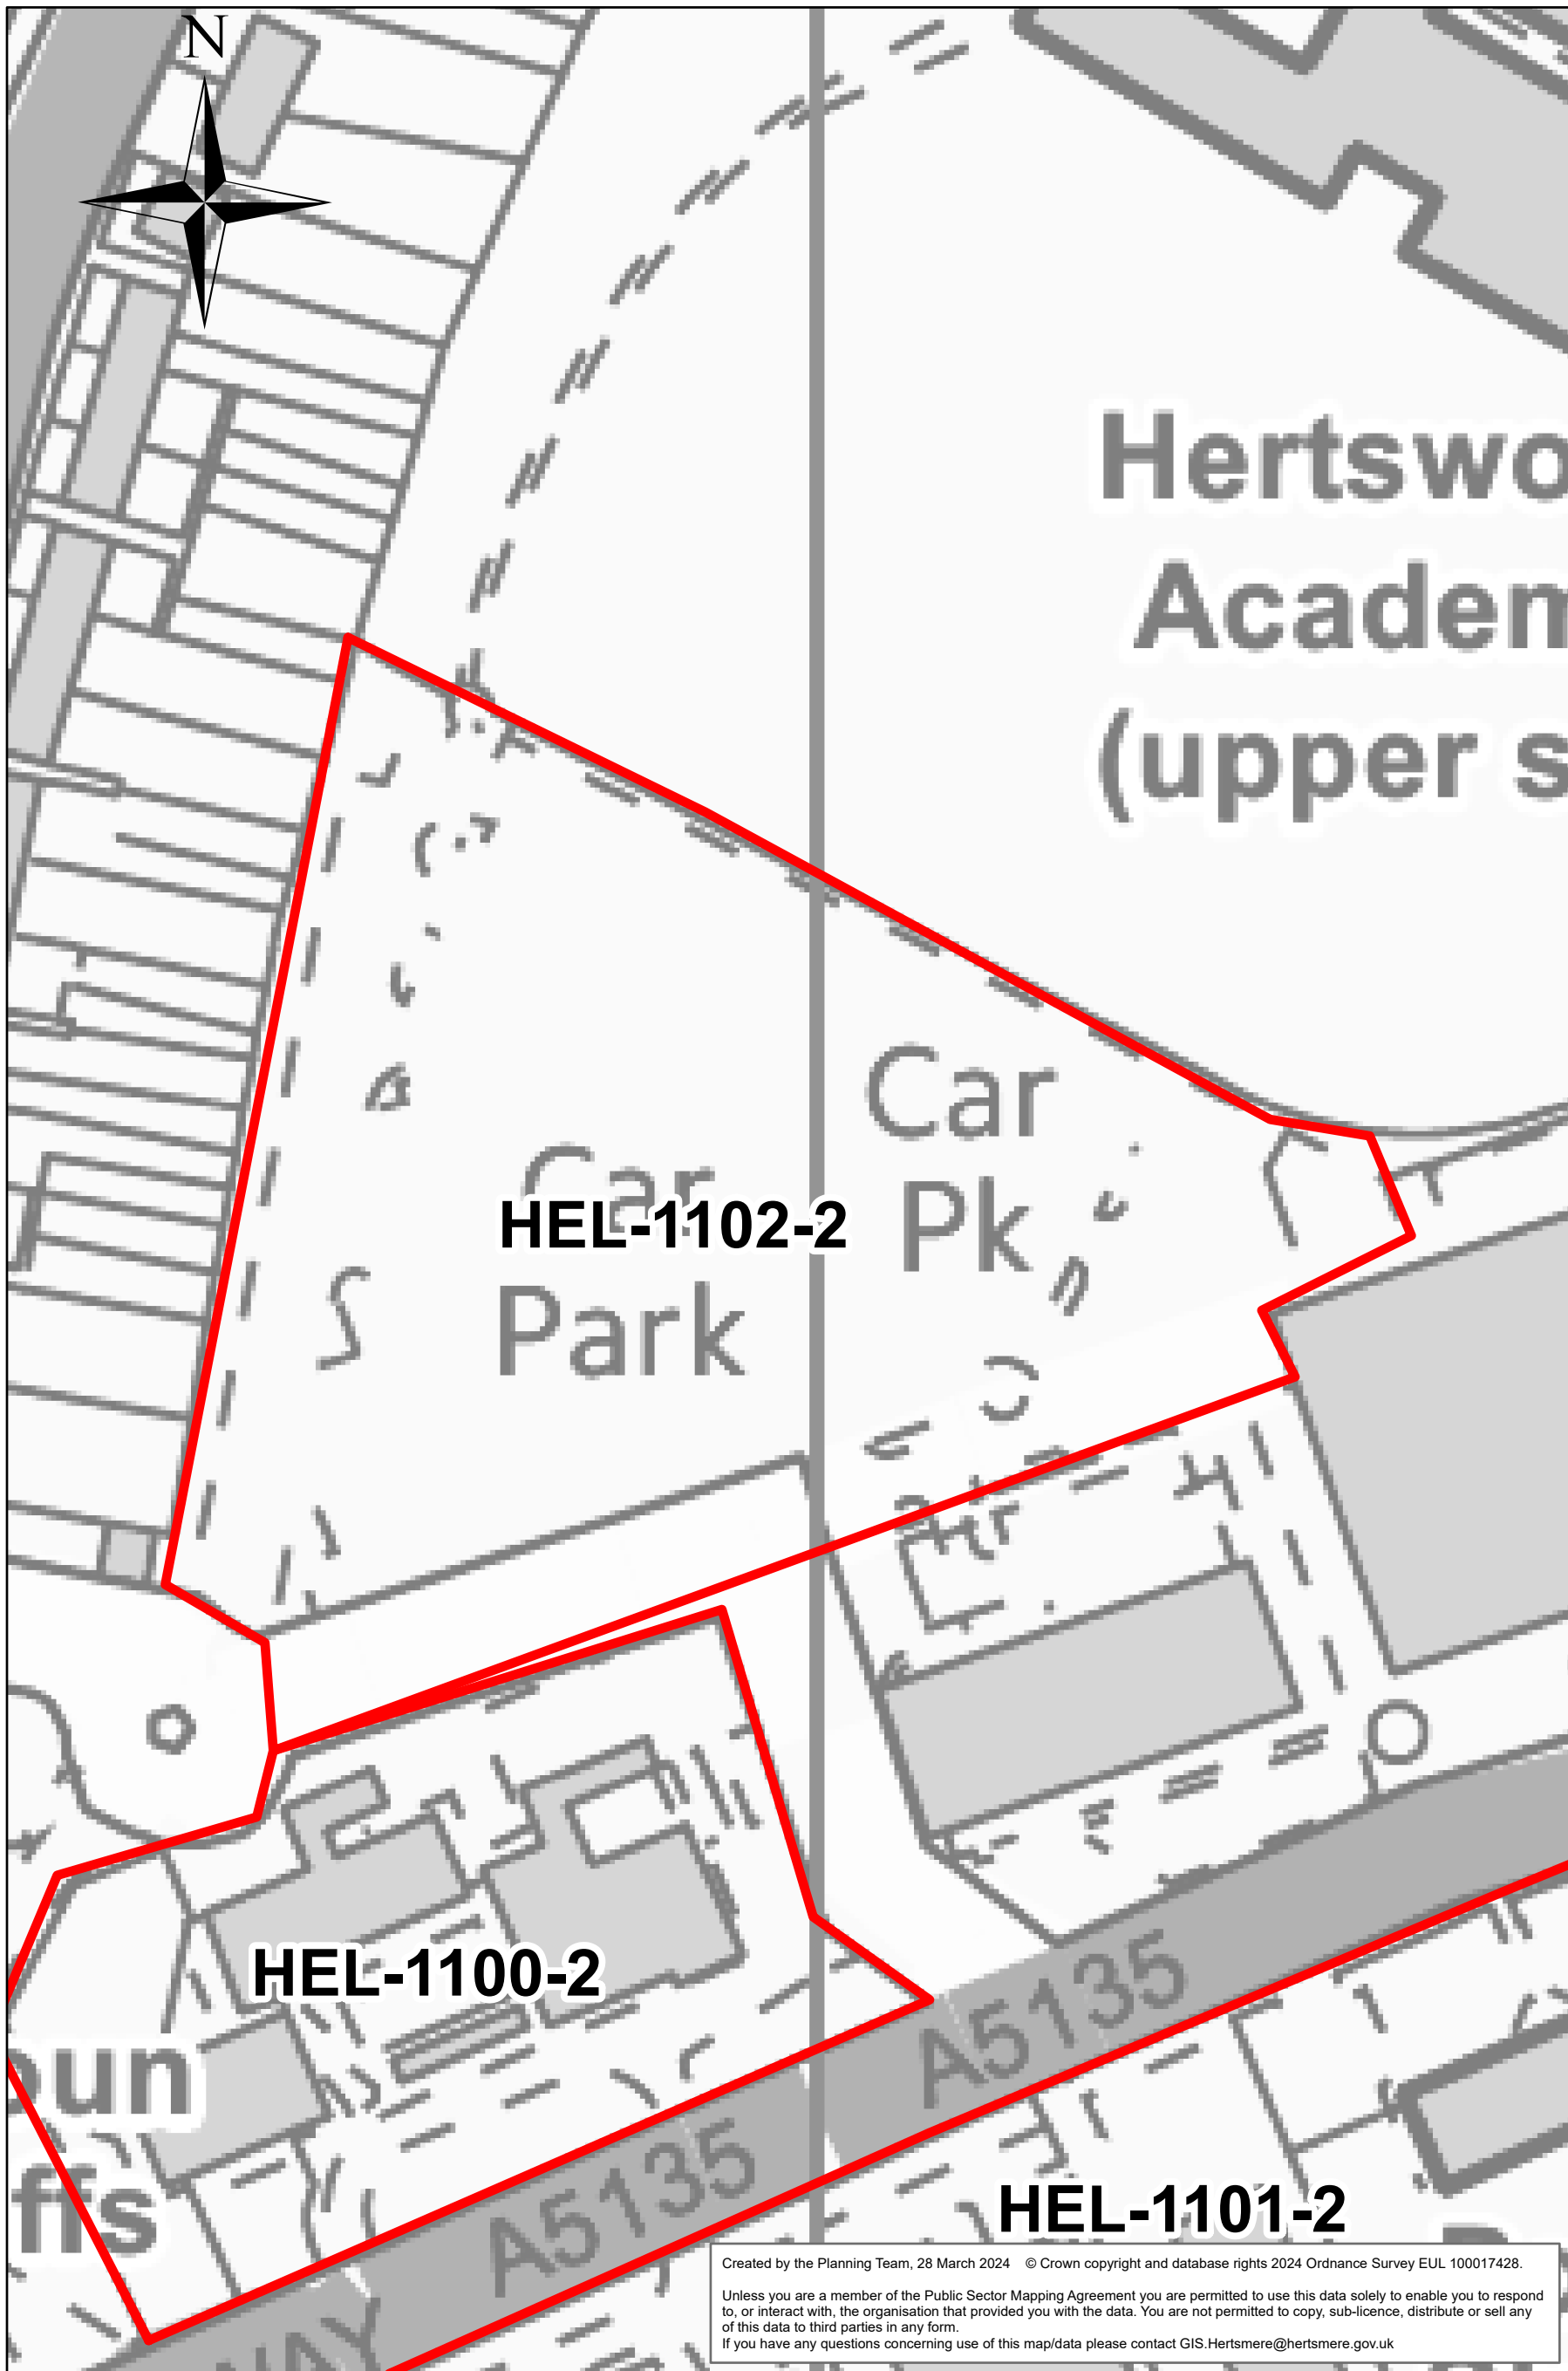 N
Hertswo
Academ
(upper s
Car
Pk
Car
Park
HEL-1102-2
HEL-1100-2
oun
ffs
A5135
A5135
WAY
HEL-1101-2
Created by the Planning Team, 28 March 2024 © Crown copyright and database rights 2024 Ordnance Survey EUL 100017428.
Unless you are a member of the Public Sector Mapping Agreement you are permitted to use this data solely to enable you to respond
to, or interact with, the organisation that provided you with the data. You are not permitted to copy, sub-licence, distribute or sell any
of this data to third parties in any form.
If you have any questions concerning use of this map/data please contact GIS.Hertsmere@hertsmere.gov.uk